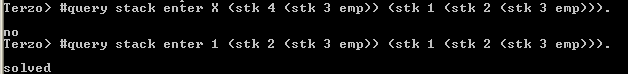 Terzo> #query stack enter X (stk 4 (stk 3 emp)) (stk 1 (stk 2 (stk 3 emp))).
no
Terzo> #query stack enter 1 (stk 2 (stk 3 emp)) (stk 1 (stk 2 (stk 3 emp))).
solved